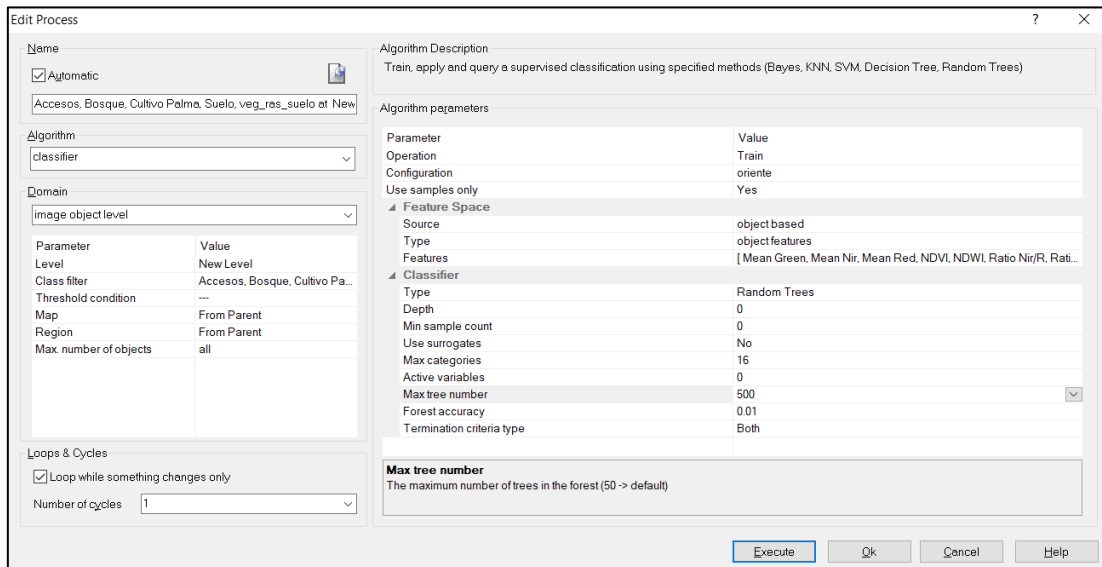 Edit Process ? ×
Name
Automatic
Accesos, Bosque, Cultivo Palma, Suelo, veg_ras_suelo at New
Algorithm
classifier
Domain
image object level
Parameter Value
Level New Level
Class filter Accesos, Bosque, Cultivo Pa...
Threshold condition ---
Map From Parent
Region From Parent
Max. number of objects all
Loops & Cycles
Loop while something changes only
Number of cycles 1
Algorithm Description
Train, apply and query a supervised classification using specified methods (Bayes, KNN, SVM, Decision Tree, Random Trees)
Algorithm parameters
Parameter Value
Operation Train
Configuration oriente
Use samples only Yes
Feature Space
Source object based
Type object features
Features [ Mean Green, Mean Nir, Mean Red, NDVI, NDWI, Ratio Nir/R, Rati...
Classifier
Type Random Trees
Depth 0
Min sample count 0
Use surrogates No
Max categories 16
Active variables 0
Max tree number 500
Forest accuracy 0.01
Termination criteria type Both
Max tree number
The maximum number of trees in the forest (50 -> default)
Execute Ok Cancel Help